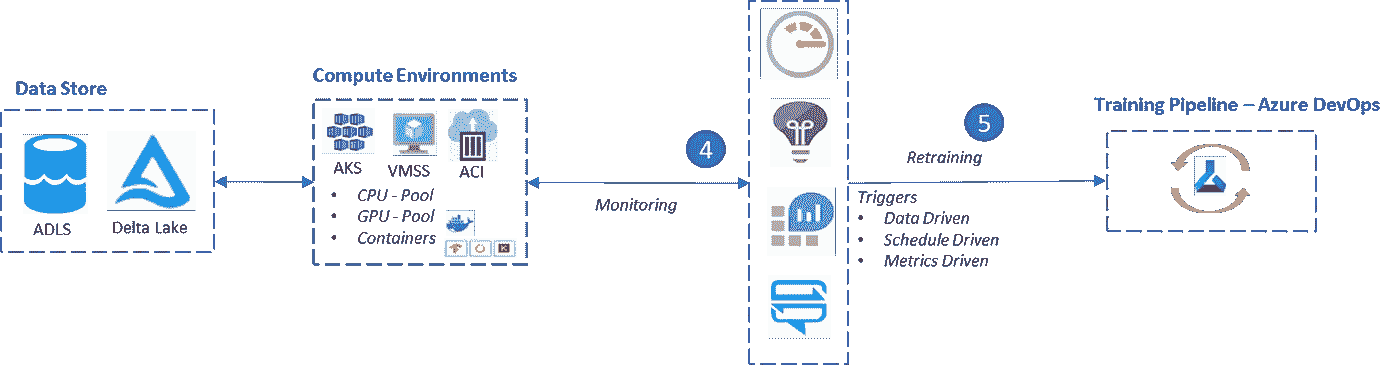 Data Store
ADLS
Delta Lake
Compute Environments
AKS
VMSS
ACI
• CPU - Pool
• GPU - Pool
• Containers
4
Monitoring
5
Retraining
Triggers
• Data Driven
• Schedule Driven
• Metrics Driven
Training Pipeline – Azure DevOps